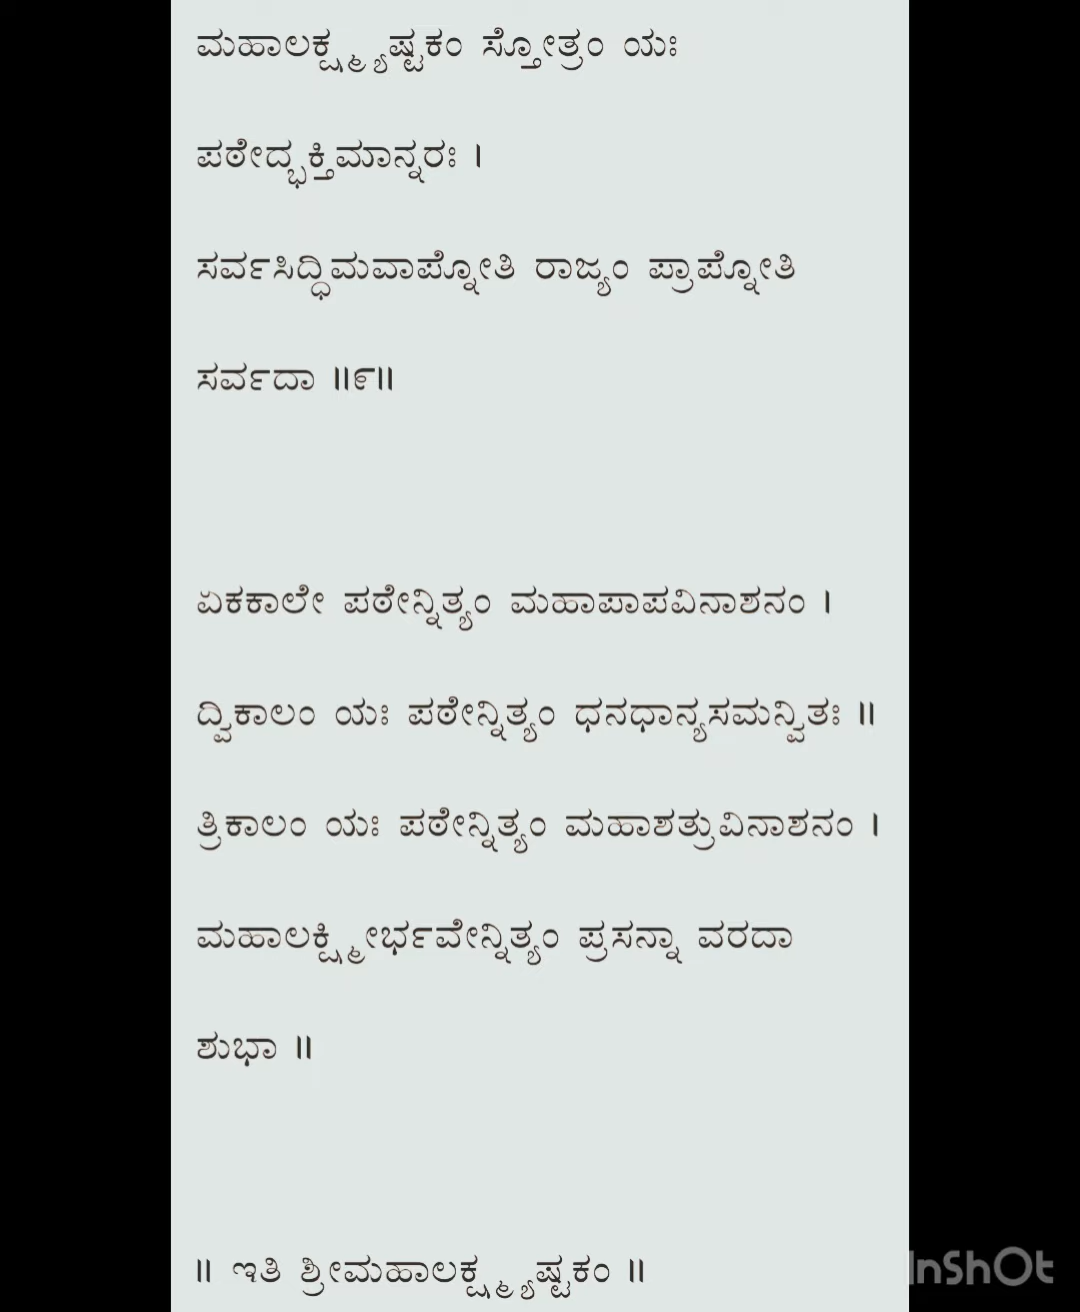 ಮಹಾಲಕ್ಷ್ಮ್ಯಷ್ಟಕಂ ಸ್ತೋತ್ರಂ ಯಃ
ಪಠೇದ್ಭಕ್ತಿಮಾನ್ನರಃ ।
ಸರ್ವಸಿದ್ಧಿಮವಾಪ್ನೋತಿ ರಾಜ್ಯಂ ಪ್ರಾಪ್ನೋತಿ
ಸರ್ವದಾ ॥೯॥
ಏಕಕಾಲೇ ಪಠೇನ್ನಿತ್ಯಂ ಮಹಾಪಾಪವಿನಾಶನಂ ।
ದ್ವಿಕಾಲಂ ಯಃ ಪಠೇನ್ನಿತ್ಯಂ ಧನಧಾನ್ಯಸಮನ್ವಿತಃ ॥
ತ್ರಿಕಾಲಂ ಯಃ ಪಠೇನ್ನಿತ್ಯಂ ಮಹಾಶತ್ರುವಿನಾಶನಂ ।
ಮಹಾಲಕ್ಷ್ಮೀರ್ಭವೇನ್ನಿತ್ಯಂ ಪ್ರಸನ್ನಾ ವರದಾ
ಶುಭಾ ॥
॥ ಇತಿ ಶ್ರೀಮಹಾಲಕ್ಷ್ಮ್ಯಷ್ಟಕಂ ॥
InShOt